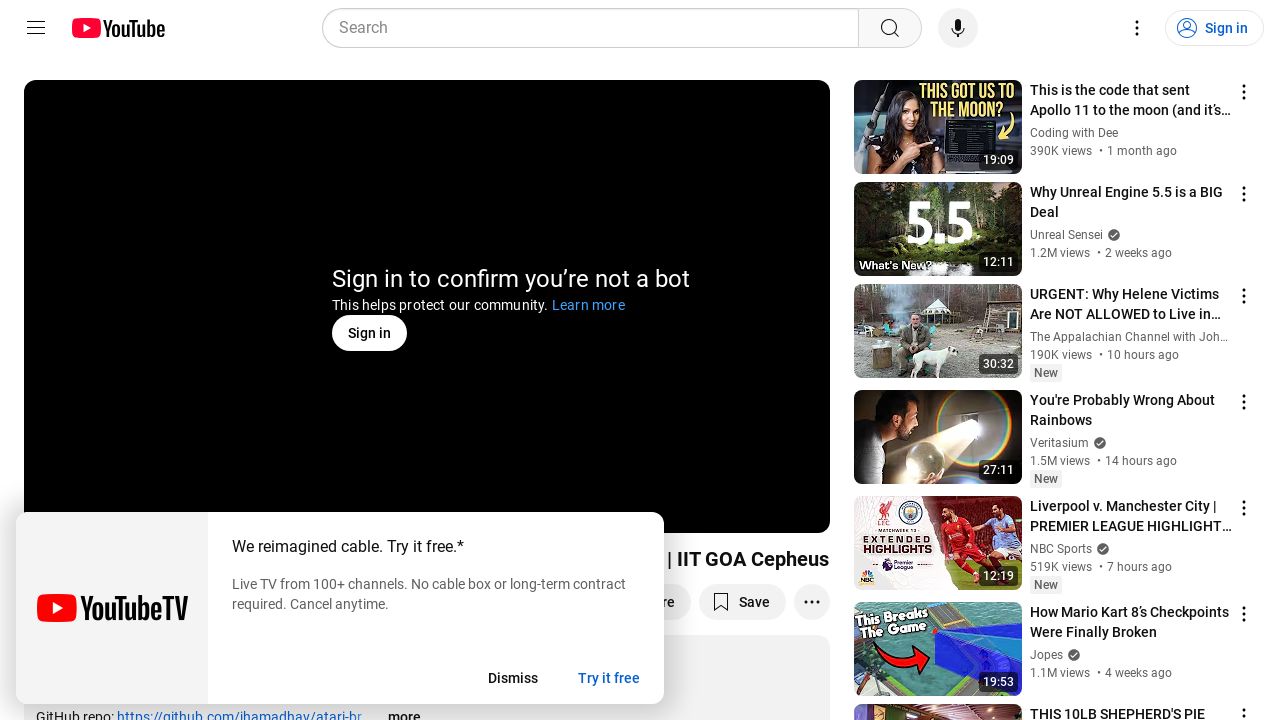 YouTube
Search
Sign in
Sign in to confirm you’re not a bot
This helps protect our community. Learn more
Sign in
| IIT GOA Cepheus
re
Save
We reimagined cable. Try it free.*
Live TV from 100+ channels. No cable box or long-term contract
required. Cancel anytime.
YouTubeTV
Dismiss
Try it free
GitHub repo: https://github.com/jhamadhav/atari-br...
...more
THIS GOT US TO
THE MOON?
19:09
This is the code that sent
Apollo 11 to the moon (and it’s…
Coding with Dee
390K views • 1 month ago
5.5
What's New?
12:11
Why Unreal Engine 5.5 is a BIG
Deal
Unreal Sensei
1.2M views • 2 weeks ago
30:32
URGENT: Why Helene Victims
Are NOT ALLOWED to Live in…
The Appalachian Channel with Joh…
190K views • 10 hours ago
New
27:11
You're Probably Wrong About
Rainbows
Veritasium
1.5M views • 14 hours ago
New
MATCHWEEK 13
EXTENDED
HIGHLIGHTS
NBC
Premier
League
12:19
Liverpool v. Manchester City |
PREMIER LEAGUE HIGHLIGHT…
NBC Sports
519K views • 7 hours ago
New
This Breaks
The Game
19:53
How Mario Kart 8’s Checkpoints
Were Finally Broken
Jopes
1.1M views • 4 weeks ago
THIS 10LB SHEPHERD'S PIE